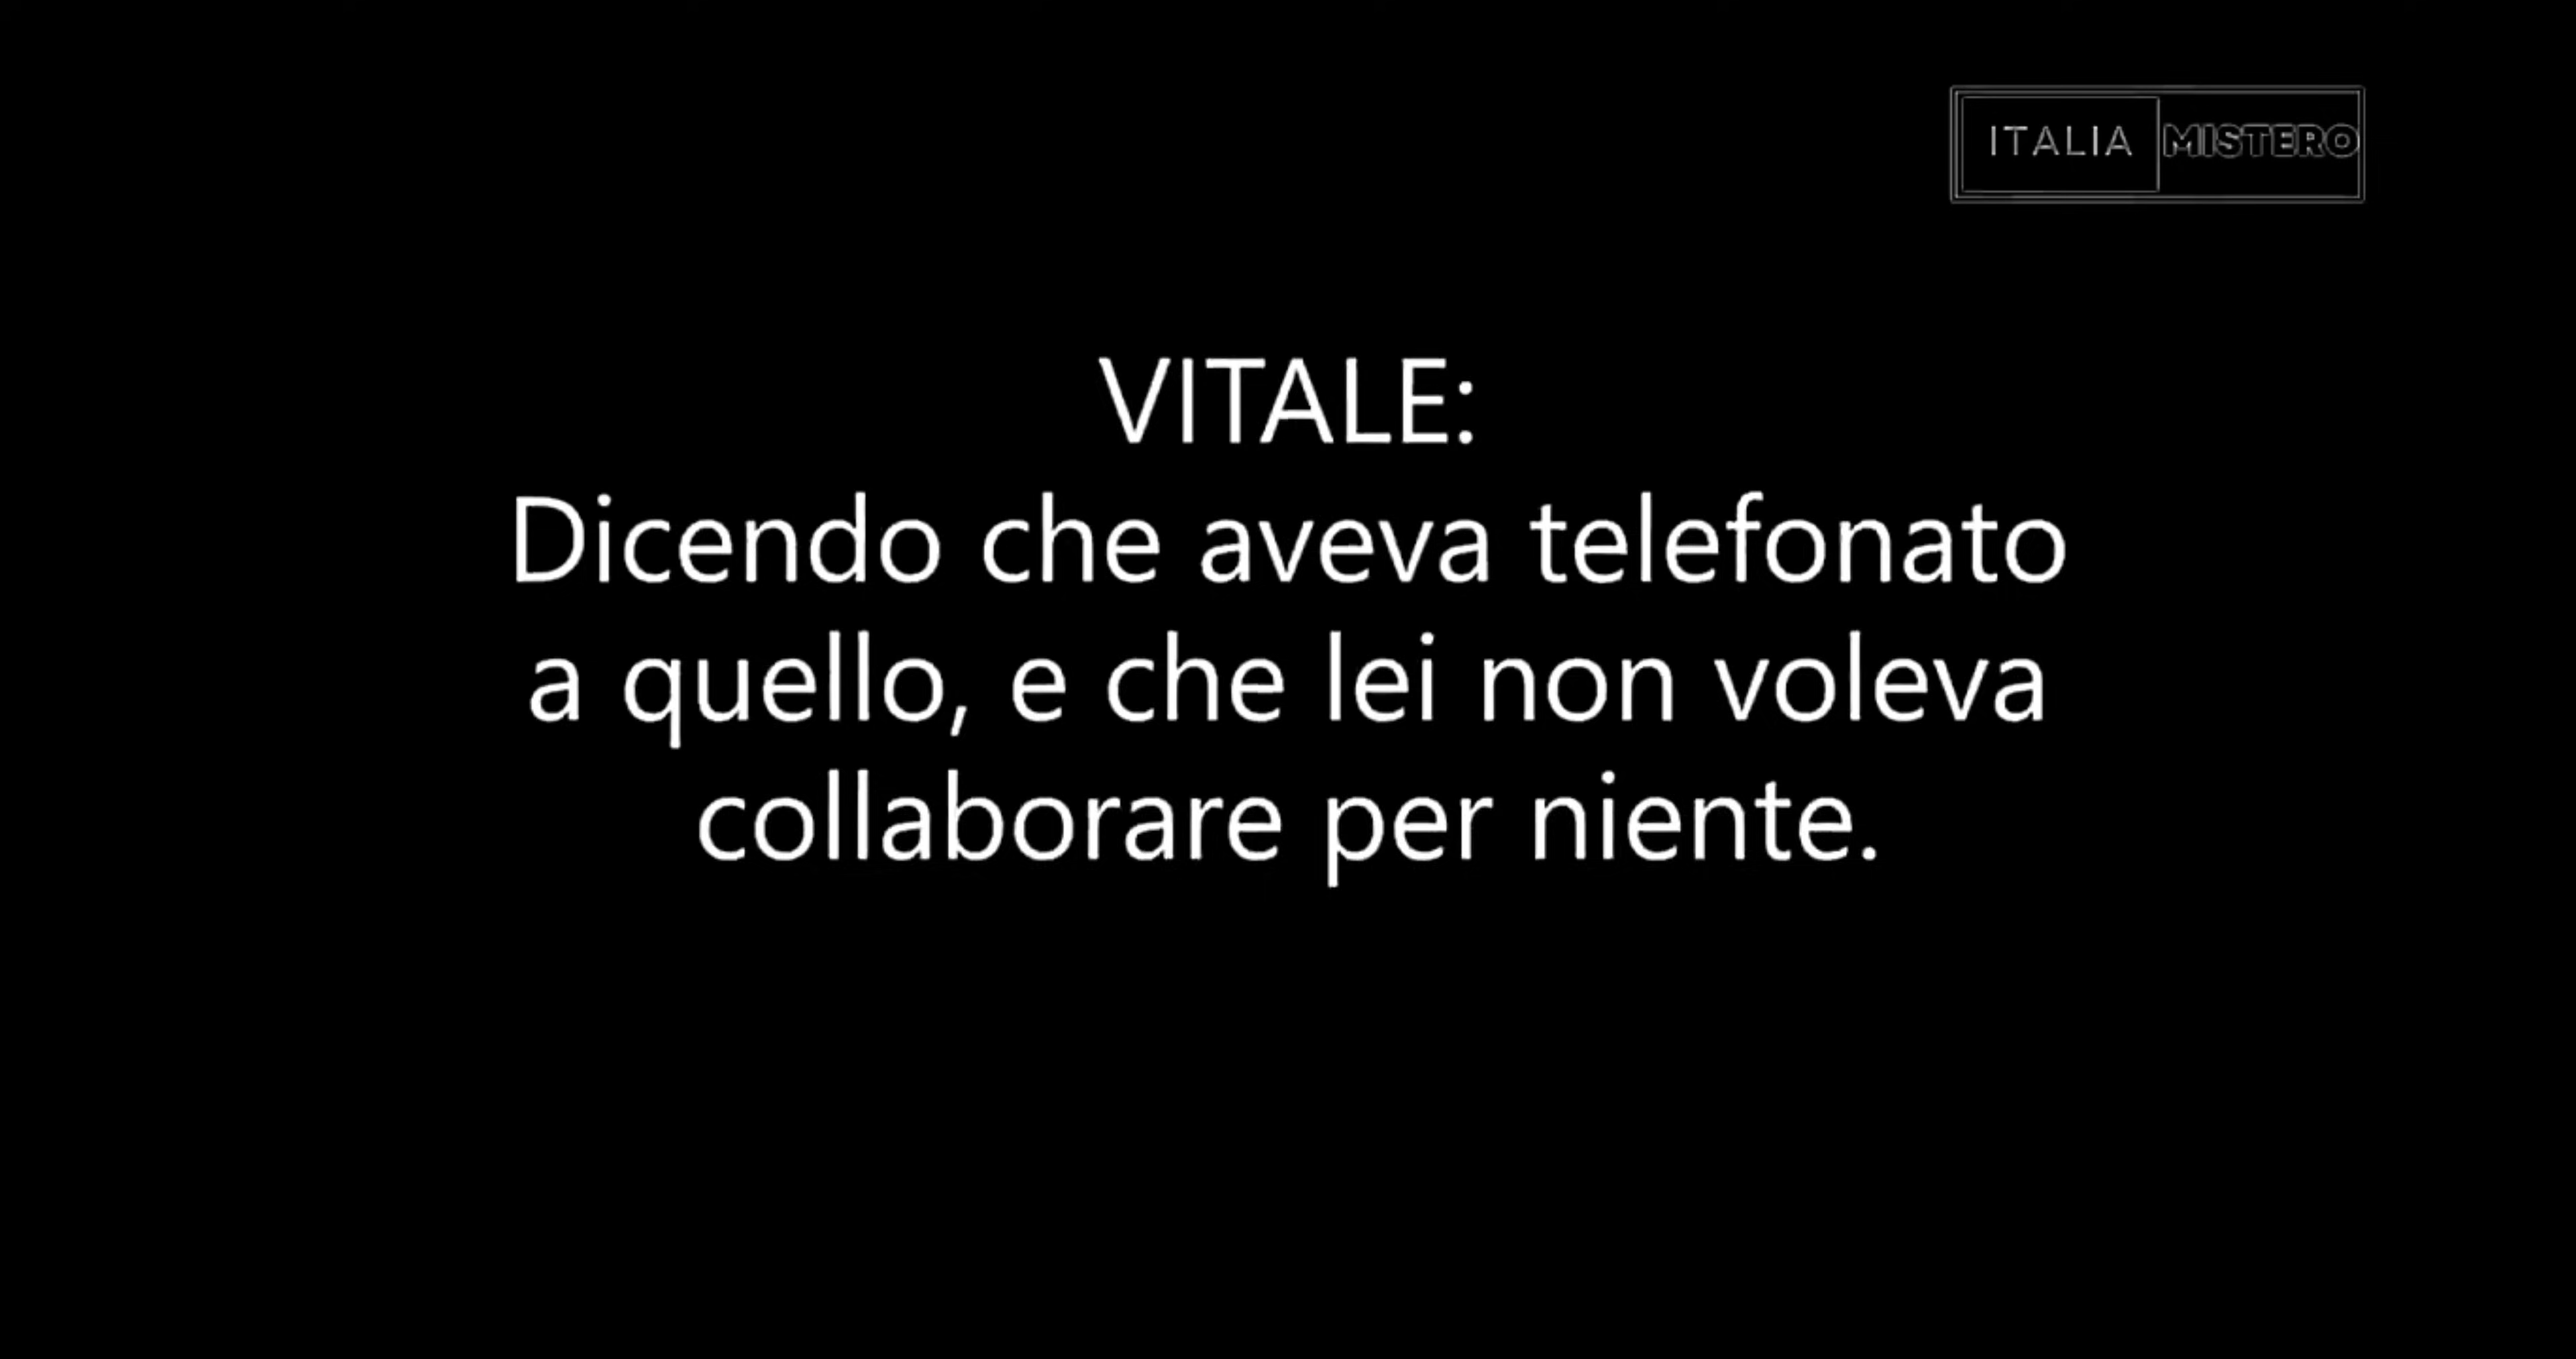 ITALIA MISTERO
VITALE:
Dicendo che aveva telefonato
a quello, e che lei non voleva
collaborare per niente.